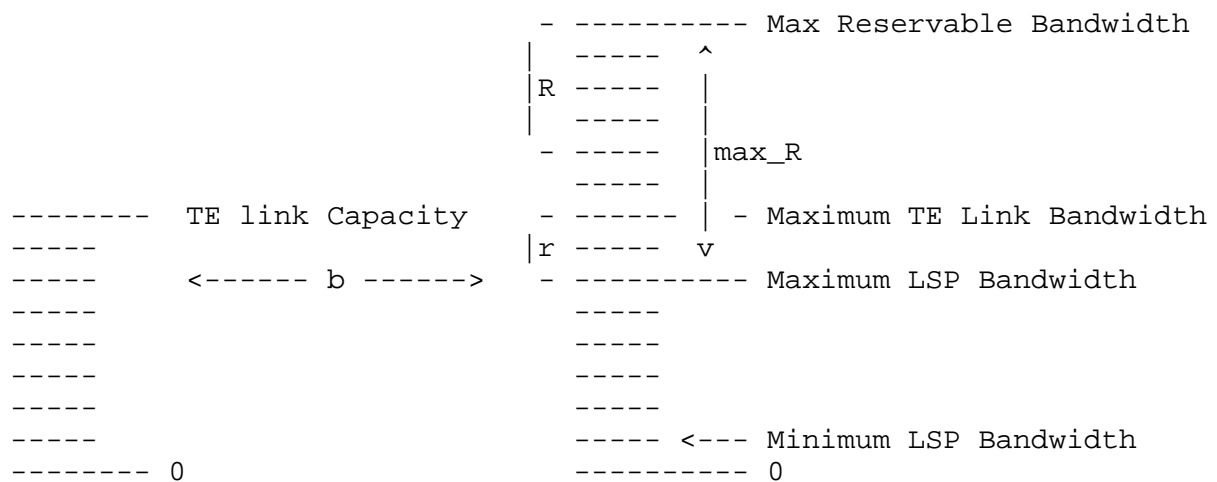 - ---------- Max Reservable Bandwidth
| ----- ^
|R ----- |
| ----- |
- ----- |max_R
----- |
-------- TE link Capacity - ------ | - Maximum TE Link Bandwidth
----- |r ----- v
----- <------ b ------> - ---------- Maximum LSP Bandwidth
----- -----
----- -----
----- -----
----- -----
----- ----- <--- Minimum LSP Bandwidth
-------- 0 ---------- 0